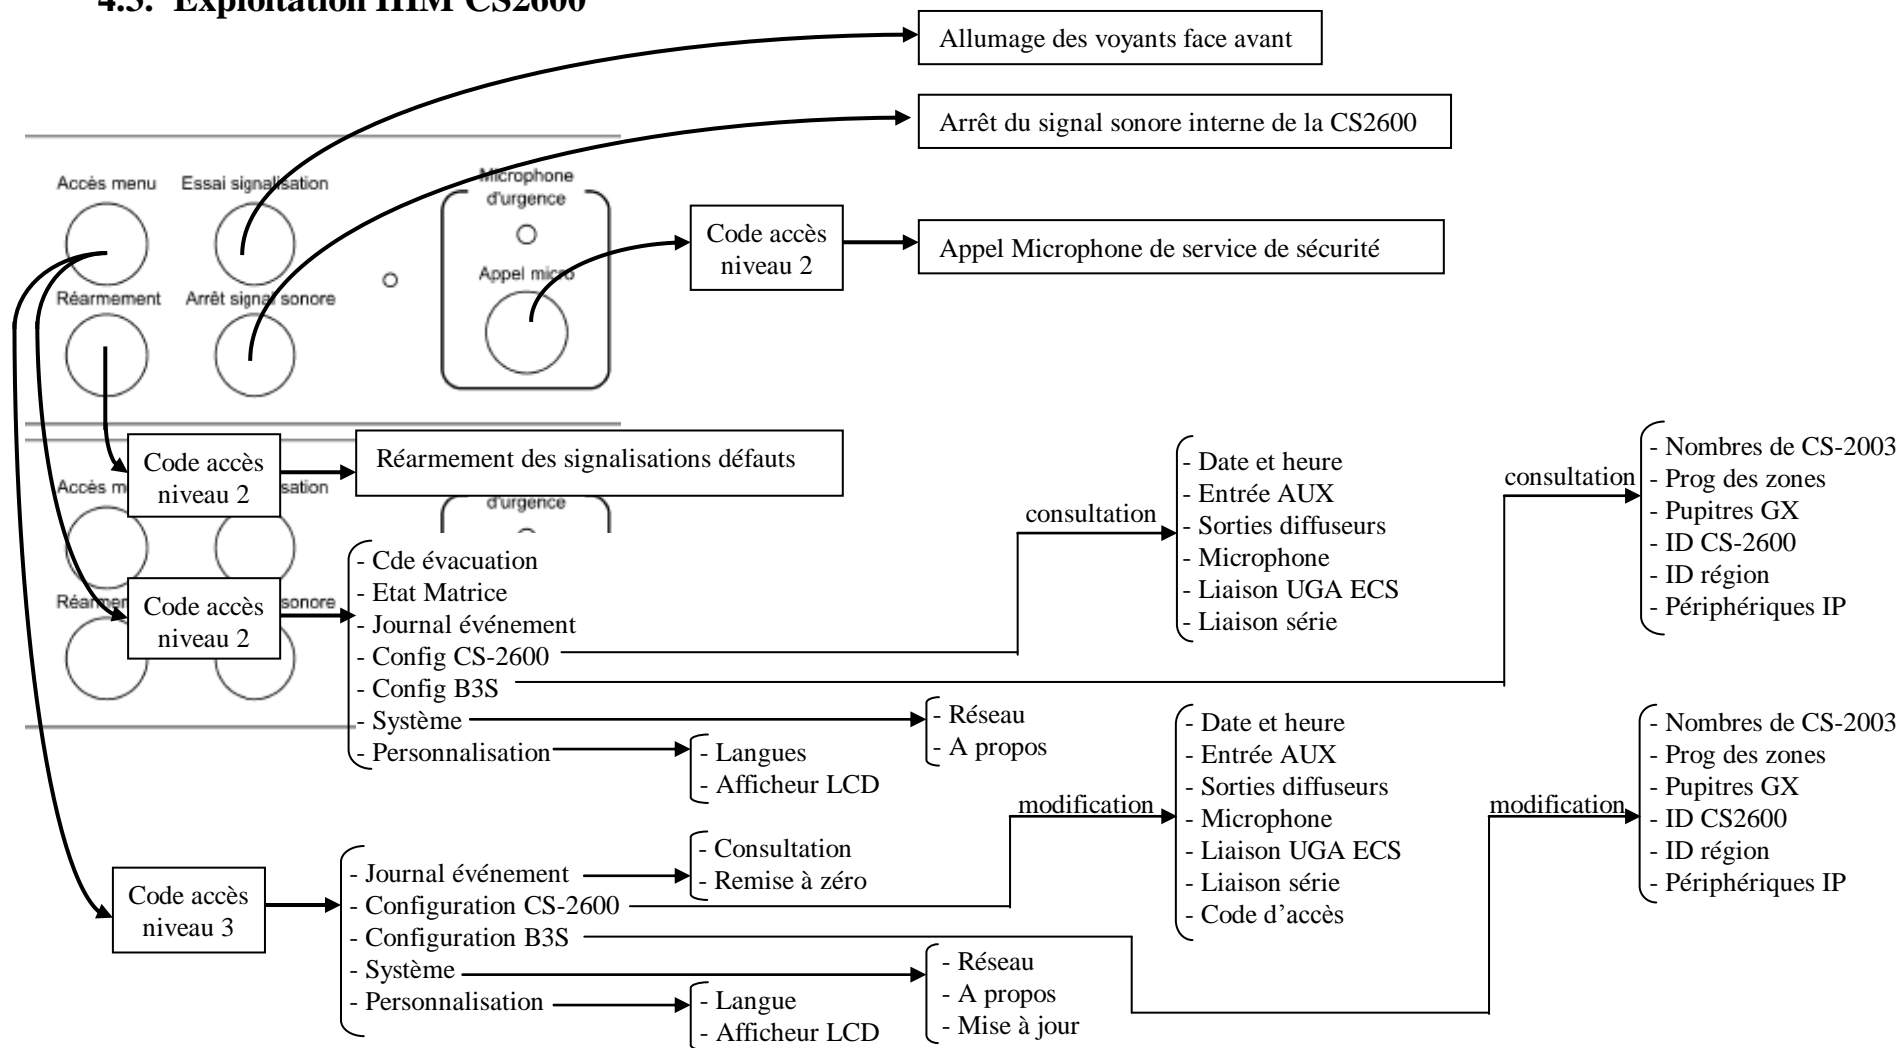 4.3. Exploitation IHM CS2600
Allumage des voyants face avant
Arrêt du signal sonore interne de la CS2600
Accès menu
Essai signalisation
Microphone
d'urgence
Code accès
niveau 2
Appel Microphone de service de sécurité
Appel micro
Réarmement
Arrêt signal sonore
Code accès
niveau 2
Réarmement des signalisations défauts
Accès m
sation
d'urgence
Réarmen
sonore
Code accès
niveau 2
- Cde évacuation
- Etat Matrice
- Journal événement
- Config CS-2600
- Config B3S
- Système
- Personnalisation
consultation
- Date et heure
- Entrée AUX
- Sorties diffuseurs
- Microphone
- Liaison UGA ECS
- Liaison série
consultation
- Nombres de CS-2003
- Prog des zones
- Pupitres GX
- ID CS-2600
- ID région
- Périphériques IP
- Réseau
- A propos
- Langues
- Afficheur LCD
Code accès
niveau 3
- Journal événement
- Configuration CS-2600
- Configuration B3S
- Système
- Personnalisation
- Consultation
- Remise à zéro
modification
- Date et heure
- Entrée AUX
- Sorties diffuseurs
- Microphone
- Liaison UGA ECS
- Liaison série
- Code d’accès
modification
- Nombres de CS-2003
- Prog des zones
- Pupitres GX
- ID CS2600
- ID région
- Périphériques IP
- Réseau
- A propos
- Mise à jour
- Langue
- Afficheur LCD